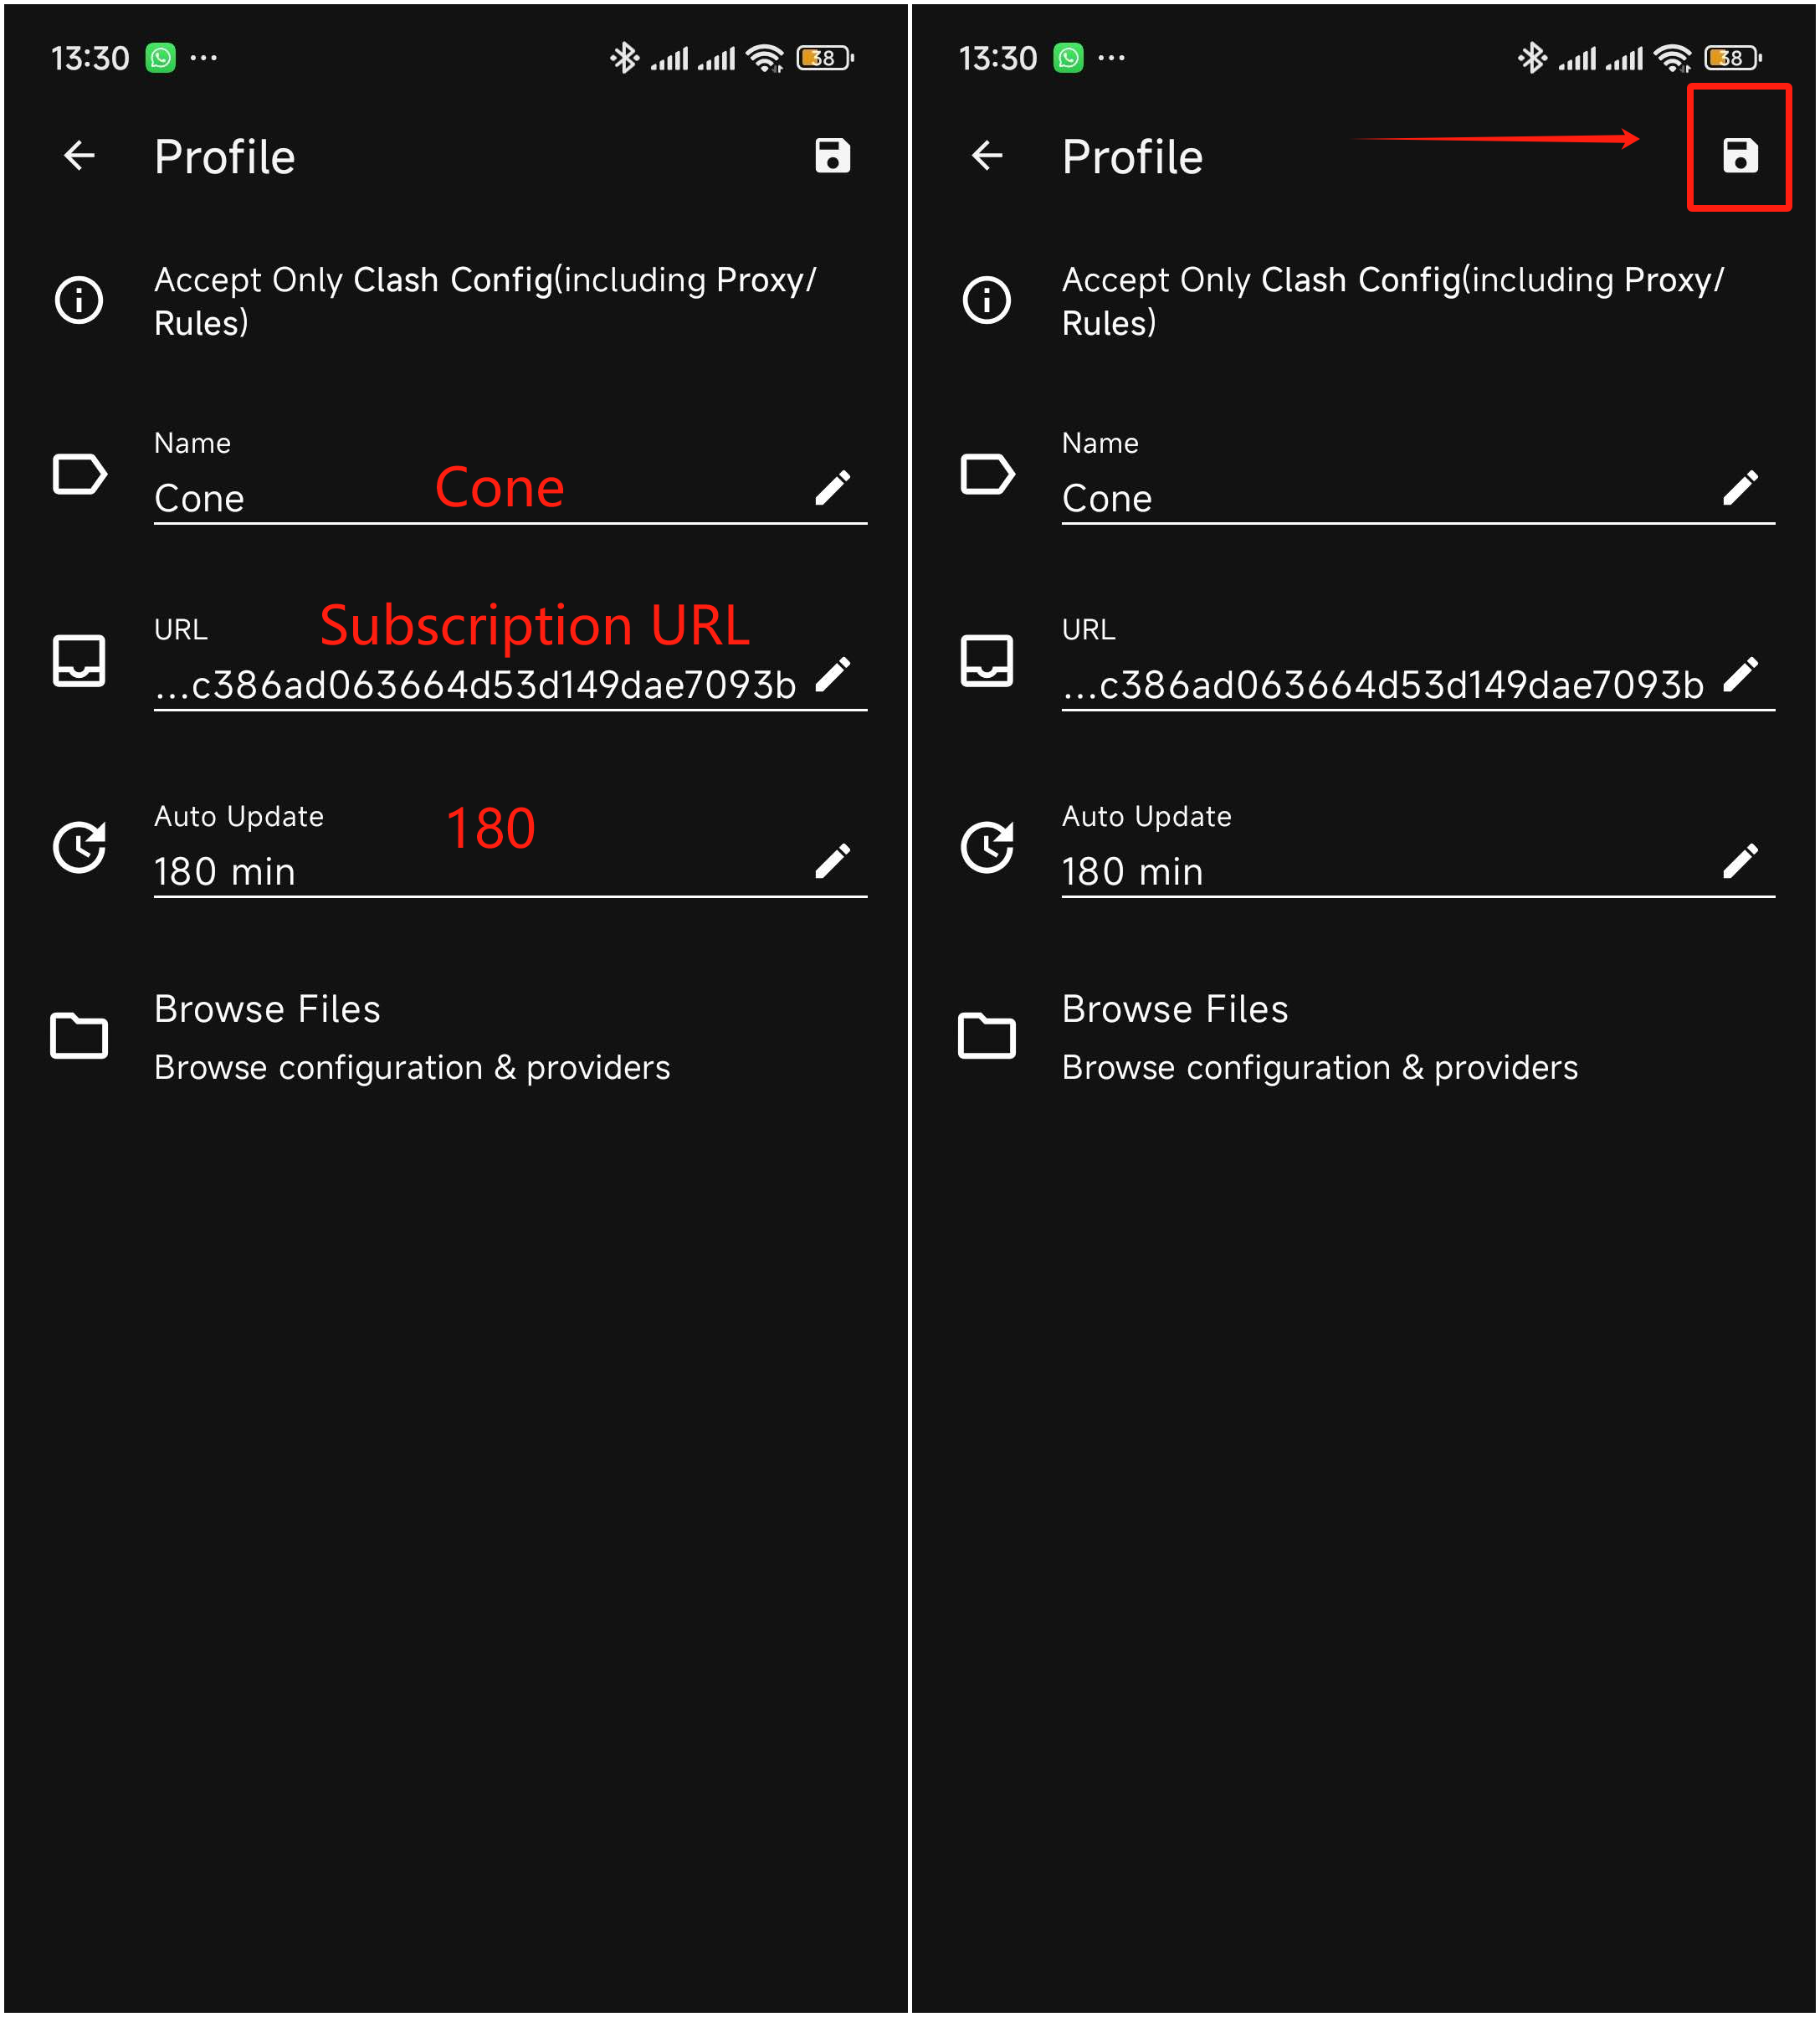 13:30
38
Profile
Accept Only Clash Config(including Proxy/
Rules)
Name
Cone
Cone
URL
Subscription URL
...c386ad063664d53d149dae7093b
Auto Update
180
180 min
Browse Files
Browse configuration & providers
13:30
38
Profile
Accept Only Clash Config(including Proxy/
Rules)
Name
Cone
URL
...c386ad063664d53d149dae7093b
Auto Update
180 min
Browse Files
Browse configuration & providers